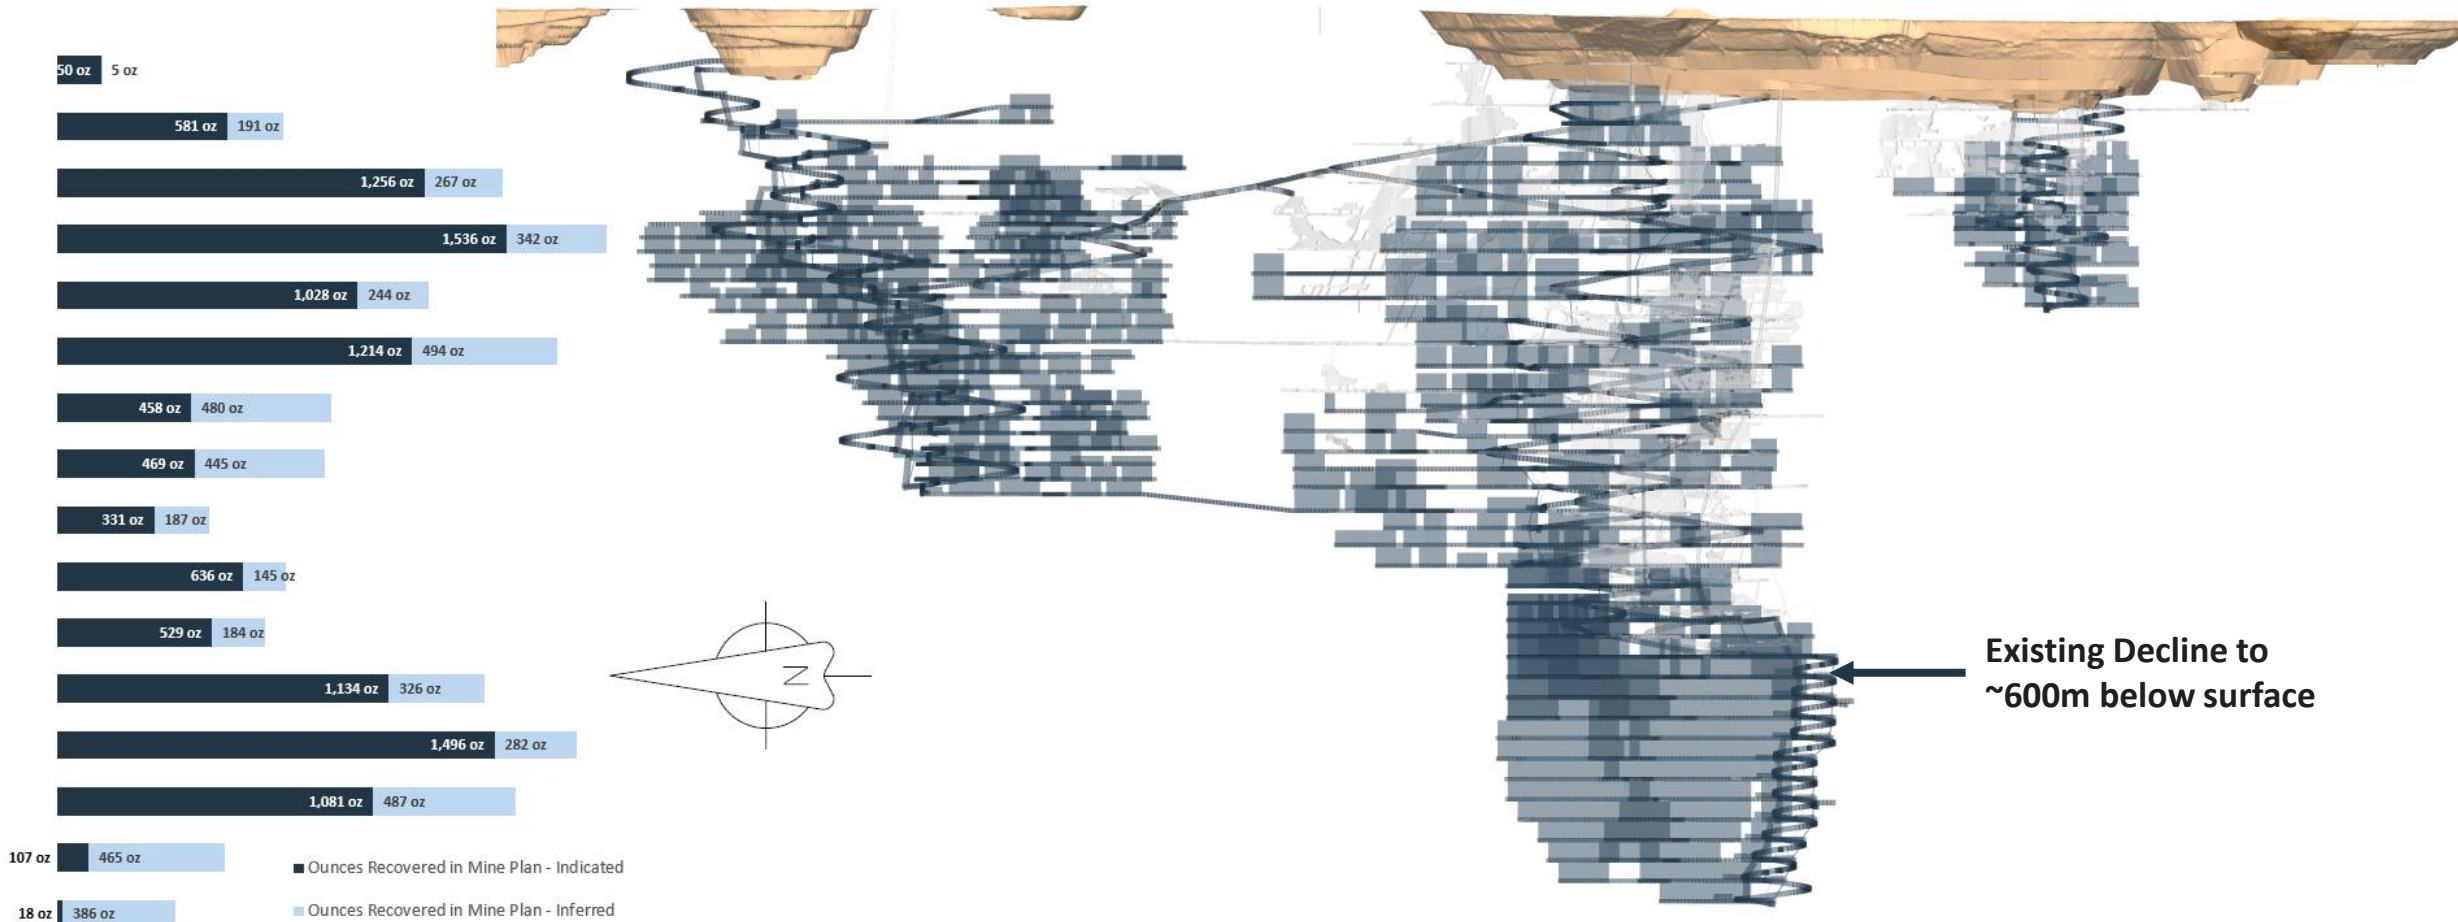 50 oz 5 oz
581 oz 191 oz
1,256 oz 267 oz
1,536 oz 342 oz
1,028 oz 244 oz
1,214 oz 494 oz
458 oz 480 oz
469 oz 445 oz
331 oz 187 oz
636 oz 145 oz
529 oz 184 oz
1,134 oz 326 oz
1,496 oz 282 oz
1,081 oz 487 oz
107 oz 465 oz
18 oz 386 oz
Ounces Recovered in Mine Plan - Indicated
Ounces Recovered in Mine Plan - Inferred
N
Existing Decline to
~600m below surface